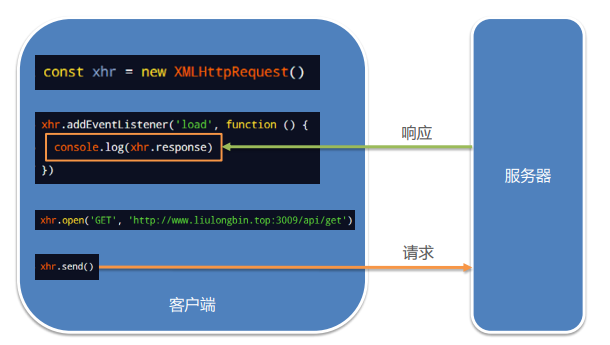 const xhr = new XMLHttpRequest()
xhr.addEventListener('load', function () {
console.log(xhr.response)
})
响应
服务器
xhr.open('GET', 'http://www.liulongbin.top:3009/api/get')
请求
xhr.send()
客户端